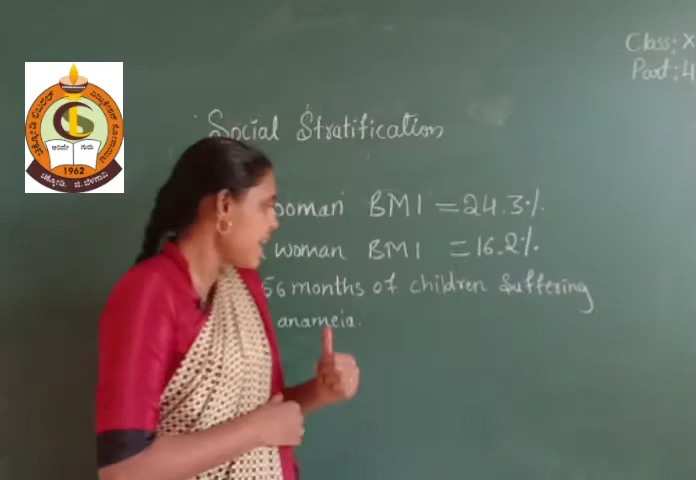 Class: X
Part: 4
Social Stratification
woman BMI = 24.3%.
woman BMI = 16.2%.
56 months of children suffering
anameia.
1962